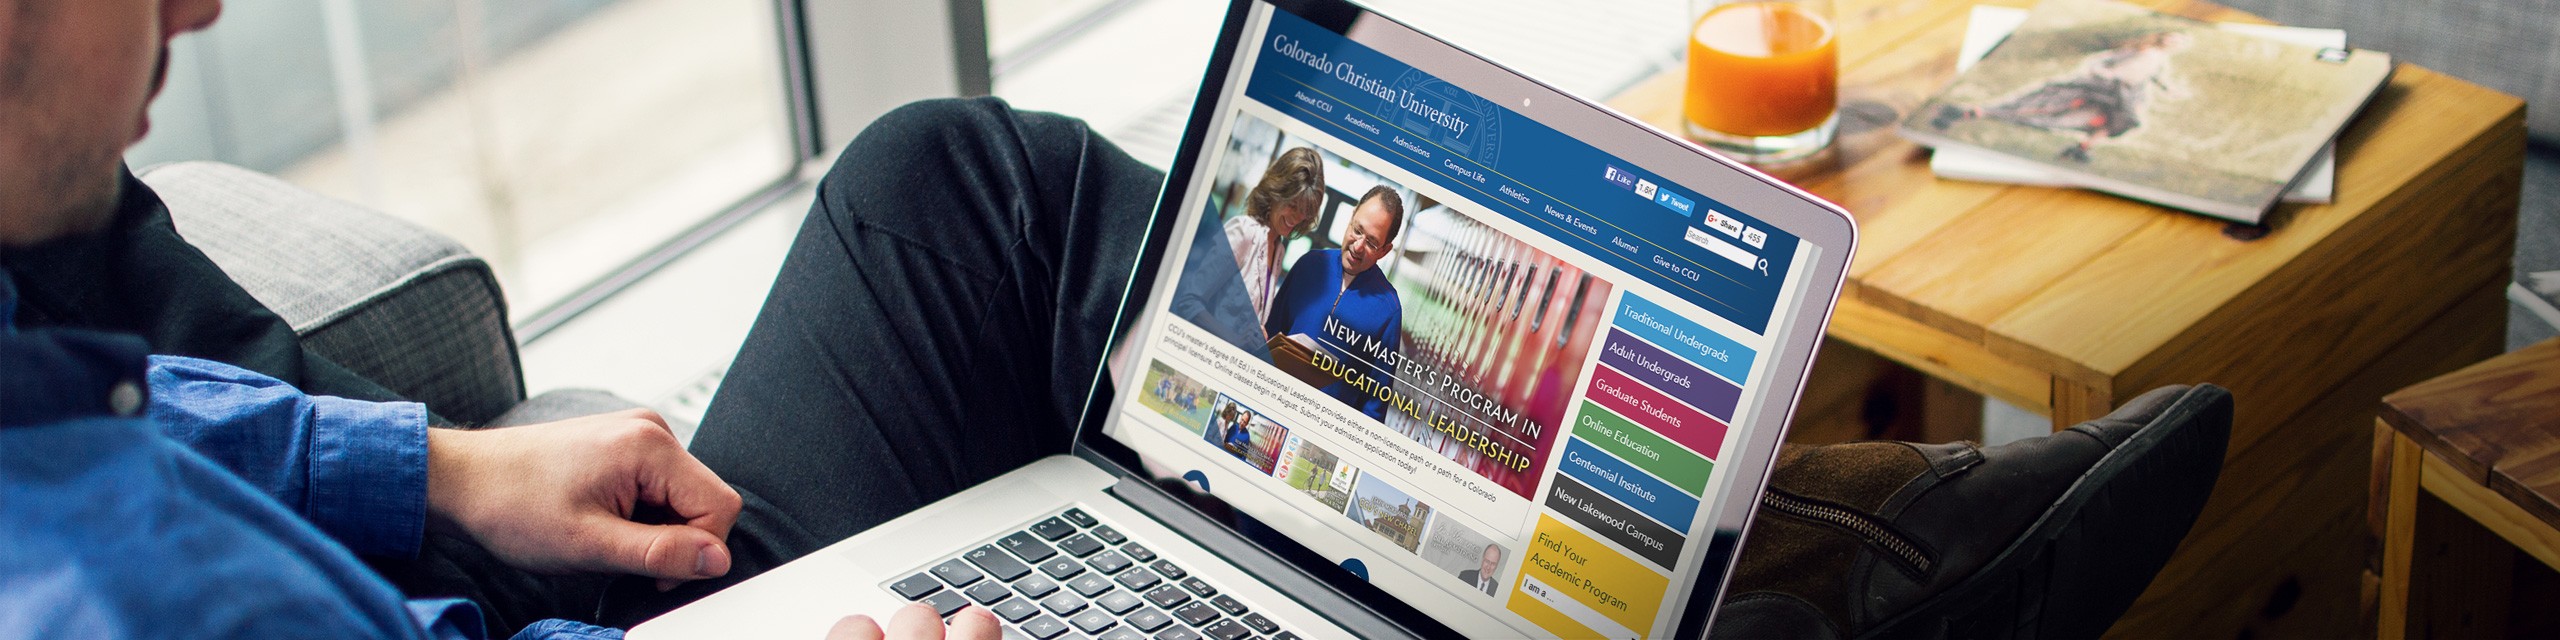 Colorado Christian University
About CCU
Academics
Admissions
Campus Life
Athletics
News & Events
Alumni
Give to CCU
Like
1.8K
Tweet
Share
455
Search
New Master's Program in
Educational Leadership
CCU's master's degree (M.Ed.) in Educational Leadership provides either a non-licensure path or a path for a Colorado
principal licensure. Online classes begin in August. Submit your admission application today!
Traditional Undergrads
Adult Undergrads
Graduate Students
Online Education
Centennial Institute
New Lakewood Campus
Find Your
Academic Program
I am a ...